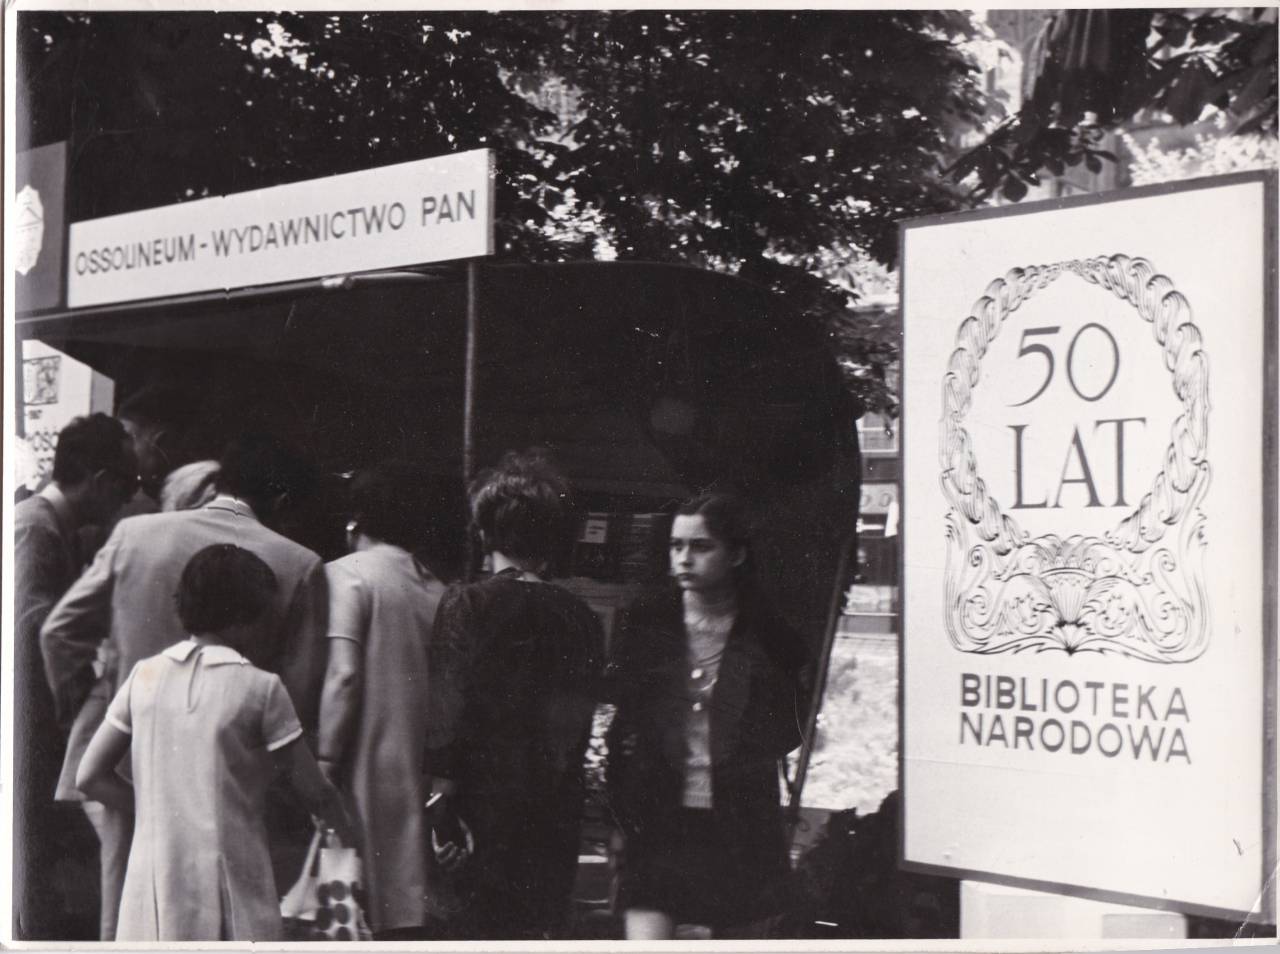 OSSOLINEUM-WYDAWNICTWO PAN
50
LAT
BIBLIOTEKA
NARODOWA